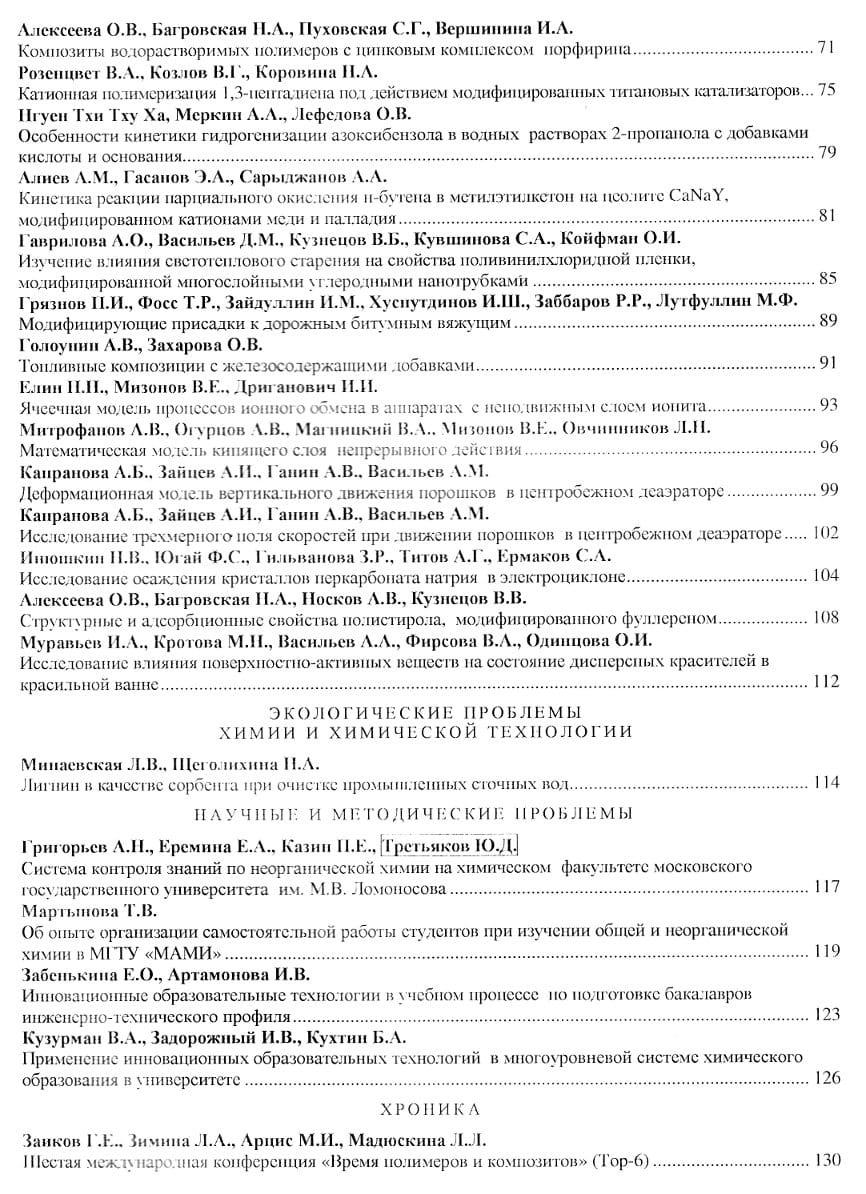 Алексеева О.В., Багровская Н.А., Пуховская С.Г., Вершинина И.А.
Композиты водорастворимых полимеров с цинковым комплексом порфирина ........ 71
Розенцвет В.А., Козлов В.Г., Коровина Н.А.
Катионная полимеризация 1,3-пентадиена под действием модифицированных титановых катализаторов ... 75
Нгуен Тхи Тху Ха, Меркин А.А., Лефедова О.В.
Особенности кинетики гидрогенизации азоксибензола в водных растворах 2-пропанола с добавками
кислоты и основания ........ 79
Алиев А.М., Гасанов Э.А., Сарыджанов А.А.
Кинетика реакции парциального окисления н-бутена в метилэтилкетон на цеолите CaNaY,
модифицированном катионами меди и палладия ........ 81
Гаврилова А.О., Васильев Д.М., Кузнецов В.Б., Кувшинова С.А., Койфман О.И.
Изучение влияния светотеплового старения на свойства поливинилхлоридной пленки,
модифицированной многослойными углеродными нанотрубками ........ 85
Грязнов П.И., Фосс Т.Р., Зайдуллин И.М., Хуснутдинов И.Ш., Заббаров Р.Р., Лутфуллин М.Ф.
Модифицирующие присадки к дорожным битумным вяжущим ........ 89
Голоунин А.В., Захарова О.В.
Топливные композиции с железосодержащими добавками ........ 91
Елин Н.Н., Мизонов В.Е., Дриганович И.И.
Ячеечная модель процессов ионного обмена в аппаратах с неподвижным слоем ионита ........ 93
Митрофанов А.В., Огурцов А.В., Магницкий В.А., Мизонов В.Е., Овчинников Л.Н.
Математическая модель кипящего слоя непрерывного действия ........ 96
Капранова А.Б., Зайцев А.И., Ганин А.В., Васильев А.М.
Деформационная модель вертикального движения порошков в центробежном деаэраторе ........ 99
Капранова А.Б., Зайцев А.И., Ганин А.В., Васильев А.М.
Исследование трехмерного поля скоростей при движении порошков в центробежном деаэраторе ..... 102
Инюшкин Н.В., Югай Ф.С., Гильванова З.Р., Титов А.Г., Ермаков С.А.
Исследование осаждения кристаллов перкарбоната натрия в электроциклоне ........ 104
Алексеева О.В., Багровская Н.А., Носков А.В., Кузнецов В.В.
Структурные и адсорбционные свойства полистирола, модифицированного фуллереном ........ 108
Муравьев И.А., Кротова М.Н., Васильев А.А., Фирсова В.А., Одинцова О.И.
Исследование влияния поверхностно-активных веществ на состояние дисперсных красителей в
красильной ванне ........ 112
ЭКОЛОГИЧЕСКИЕ ПРОБЛЕМЫ
ХИМИИ И ХИМИЧЕСКОЙ ТЕХНОЛОГИИ
Минаевская Л.В., Щеголихина Н.А.
Лигнин в качестве сорбента при очистке промышленных сточных вод ........ 114
НАУЧНЫЕ И МЕТОДИЧЕСКИЕ ПРОБЛЕМЫ
Григорьев А.Н., Еремина Е.А., Казин П.Е., Третьяков Ю.Д.
Система контроля знаний по неорганической химии на химическом факультете московского
государственного университета им. М.В. Ломоносова ........ 117
Мартынова Т.В.
Об опыте организации самостоятельной работы студентов при изучении общей и неорганической
химии в МГТУ «МАМИ» ........ 119
Забенькина Е.О., Артамонова И.В.
Инновационные образовательные технологии в учебном процессе по подготовке бакалавров
инженерно-технического профиля ........ 123
Кузурман В.А., Задорожный И.В., Кухтин Б.А.
Применение инновационных образовательных технологий в многоуровневой системе химического
образования в университете ........ 126
ХРОНИКА
Заиков Г.Е., Зимина Л.А., Арцис М.И., Мадюскина Л.Л.
Шестая международная конференция «Время полимеров и композитов» (Top-6) ........ 130